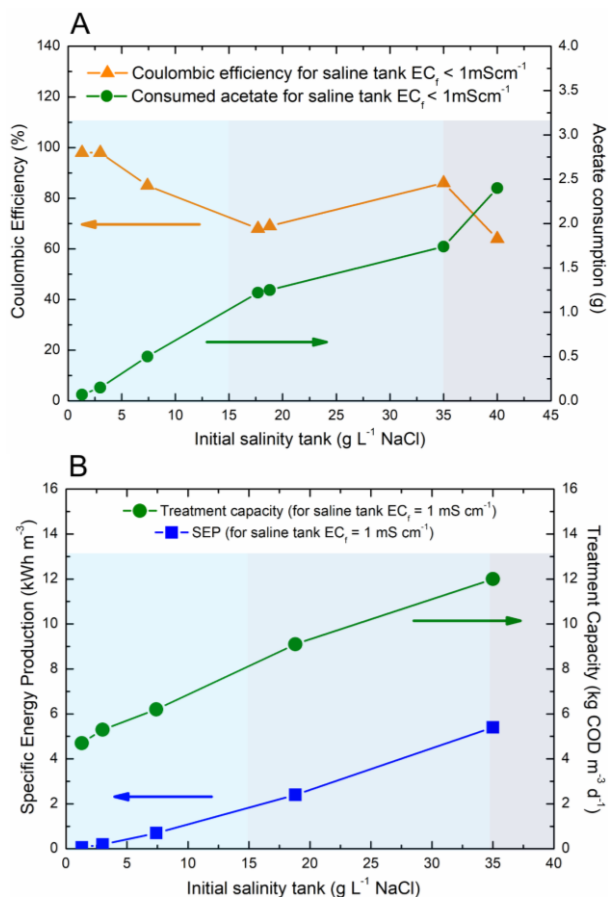 A
Coulombic efficiency for saline tank EC_f < 1mScm^-1
Consumed acetate for saline tank EC_f < 1mScm^-1
Coulombic Efficiency (%)
140
120
100
80
60
40
20
0
Acetate consumption (g)
4.0
3.5
3.0
2.5
2.0
1.5
1.0
0.5
0.0
0 5 10 15 20 25 30 35 40 45
Initial salinity tank (g L^-1 NaCl)
B
Treatment capacity (for saline tank EC_f = 1 mS cm^-1)
SEP (for saline tank EC_f = 1 mS cm^-1)
Specific Energy Production (kWh m^-3)
16
14
12
10
8
6
4
2
0
Treatment Capacity
(kg COD m^-3 d^-1)
16
14
12
10
8
6
4
2
0
0 5 10 15 20 25 30 35 40
Initial salinity tank (g L^-1 NaCl)